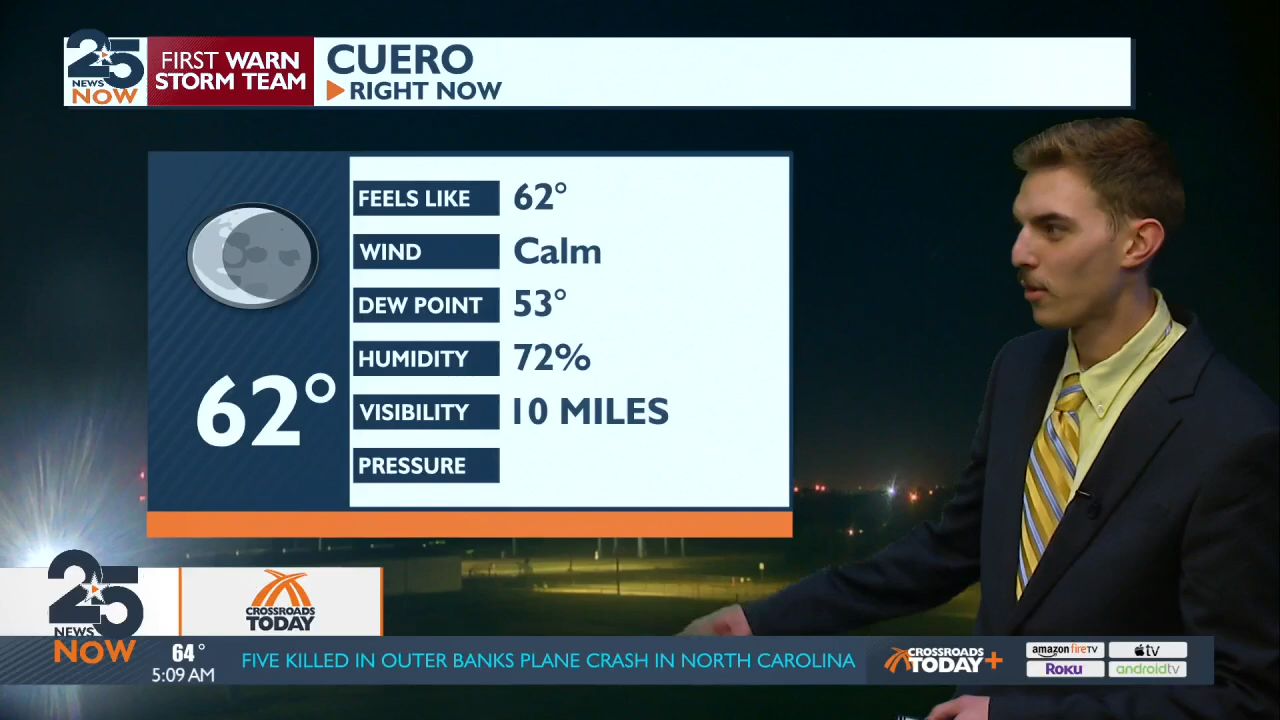 25
NEWS
NOW
FIRST WARN
STORM TEAM
CUERO
RIGHT NOW
62°
FEELS LIKE 62°
WIND Calm
DEW POINT 53°
HUMIDITY 72%
VISIBILITY 10 MILES
PRESSURE
25
NEWS
NOW
CROSSROADS
TODAY
64°
5:09 AM
FIVE KILLED IN OUTER BANKS PLANE CRASH IN NORTH CAROLINA
CROSSROADS
TODAY+
amazon fireTV
tv
ROKU
androidtv